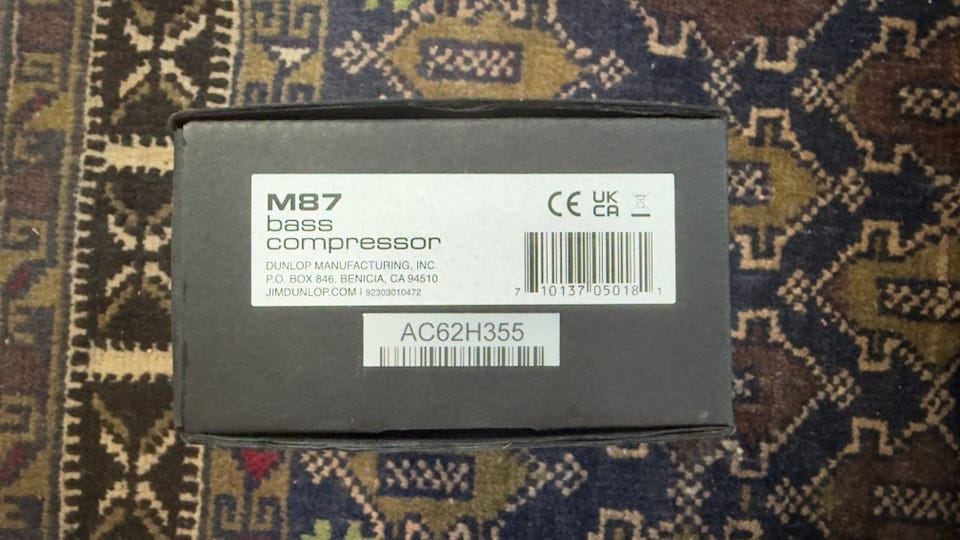 M87
bass
compressor
DUNLOP MANUFACTURING, INC.
P.O. BOX 846, BENICIA, CA 94510
JIMDUNLOP.COM | 92303010472
CE UK
CA
7 10137 05018 1
AC62H355